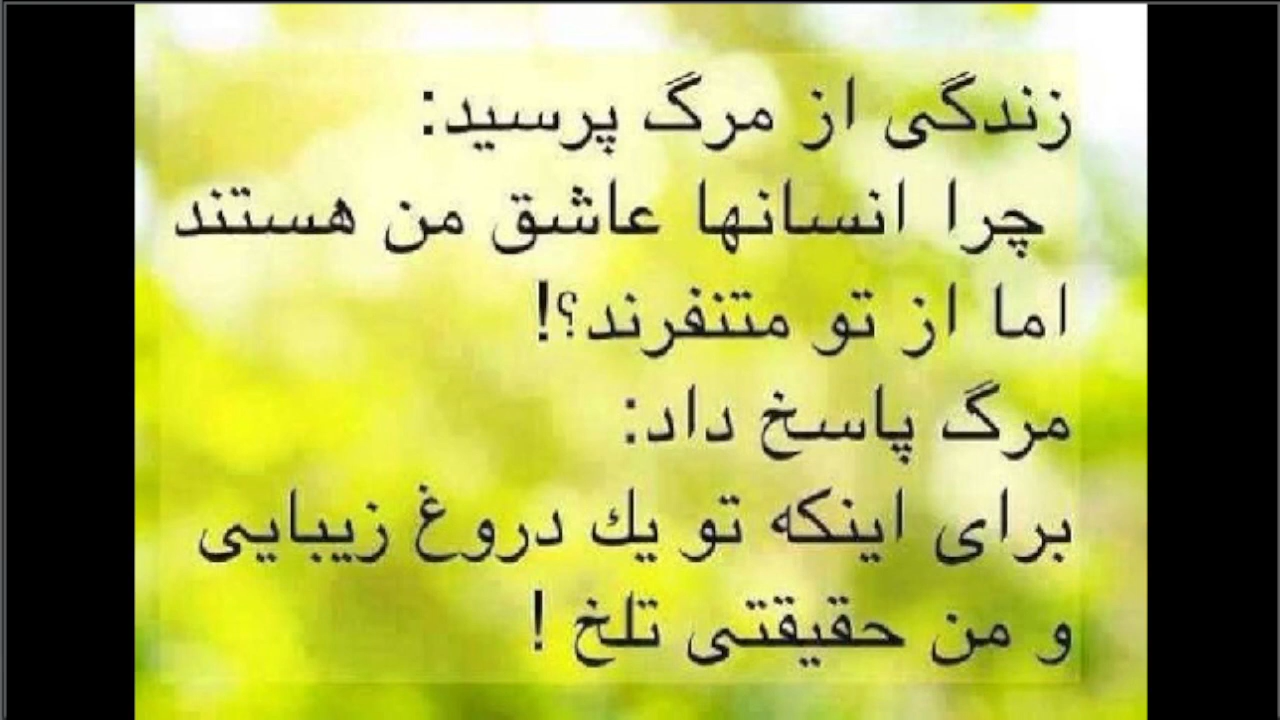 زندگی از مرگ پرسید:
چرا انسانها عاشق من هستند
اما از تو متنفرند؟!
مرگ پاسخ داد:
برای اینکه تو یك دروغ زیبایی
و من حقیقتی تلخ !